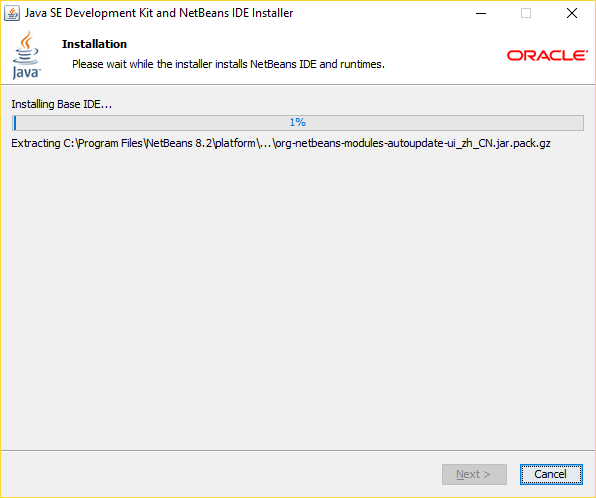 Java SE Development Kit and NetBeans IDE Installer
Java
Installation
Please wait while the installer installs NetBeans IDE and runtimes.
ORACLE
Installing Base IDE...
1%
Extracting C:\Program Files\NetBeans 8.2\platform\...\org-netbeans-modules-autoupdate-ui_zh_CN.jar.pack.gz
Next >
Cancel